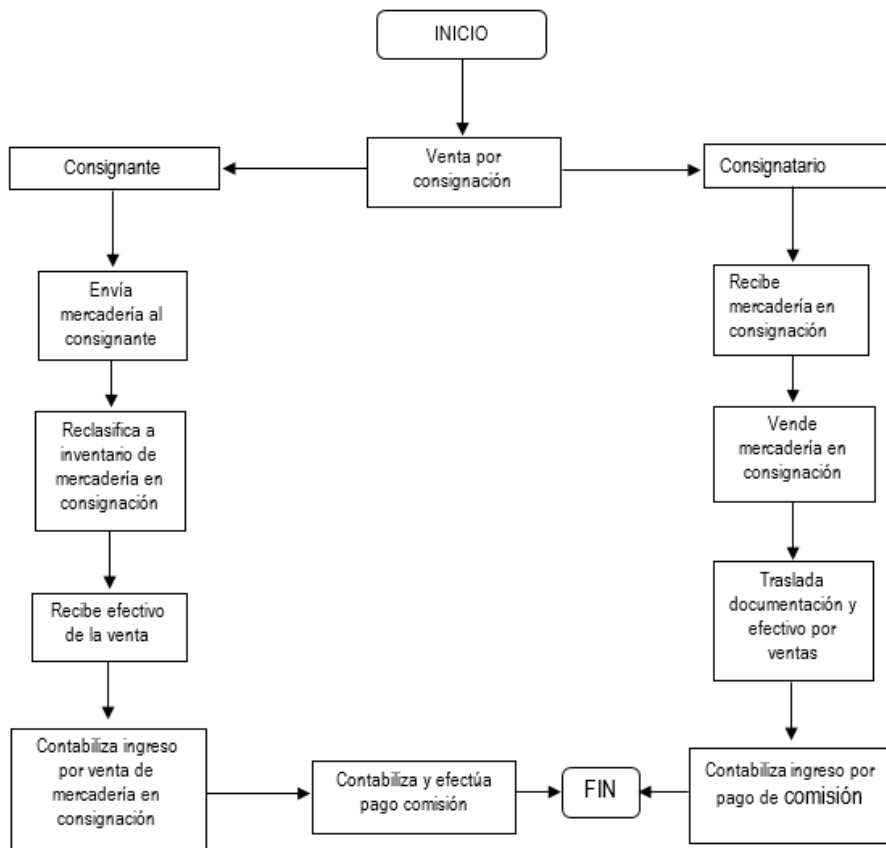 INICIO
Venta por
consignación
Consignante
Consignatario
Envía
mercadería al
consignante
Recibe
mercadería en
consignación
Reclasifica a
inventario de
mercadería en
consignación
Vende
mercadería en
consignación
Recibe efectivo
de la venta
Traslada
documentación y
efectivo por
ventas
Contabiliza ingreso
por venta de
mercadería en
consignación
Contabiliza y efectúa
pago comisión
FIN
Contabiliza ingreso por
pago de comisión